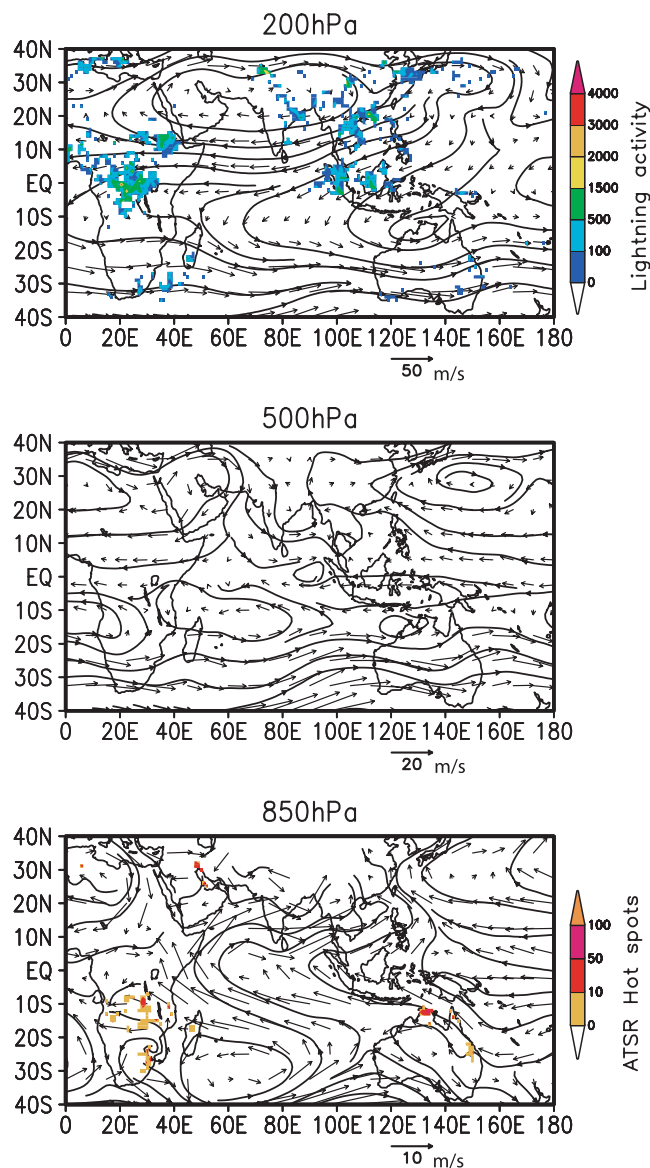 200hPa
40N
30N
20N
10N
EQ
10S
20S
30S
40S
0 20E 40E 60E 80E 100E 120E 140E 160E 180
50 m/s
4000
3000
2000
1500
500
100
0
Lightning activity
500hPa
40N
30N
20N
10N
EQ
10S
20S
30S
40S
0 20E 40E 60E 80E 100E 120E 140E 160E 180
20 m/s
850hPa
40N
30N
20N
10N
EQ
10S
20S
30S
40S
0 20E 40E 60E 80E 100E 120E 140E 160E 180
10 m/s
100
50
10
0
ATSR Hot spots